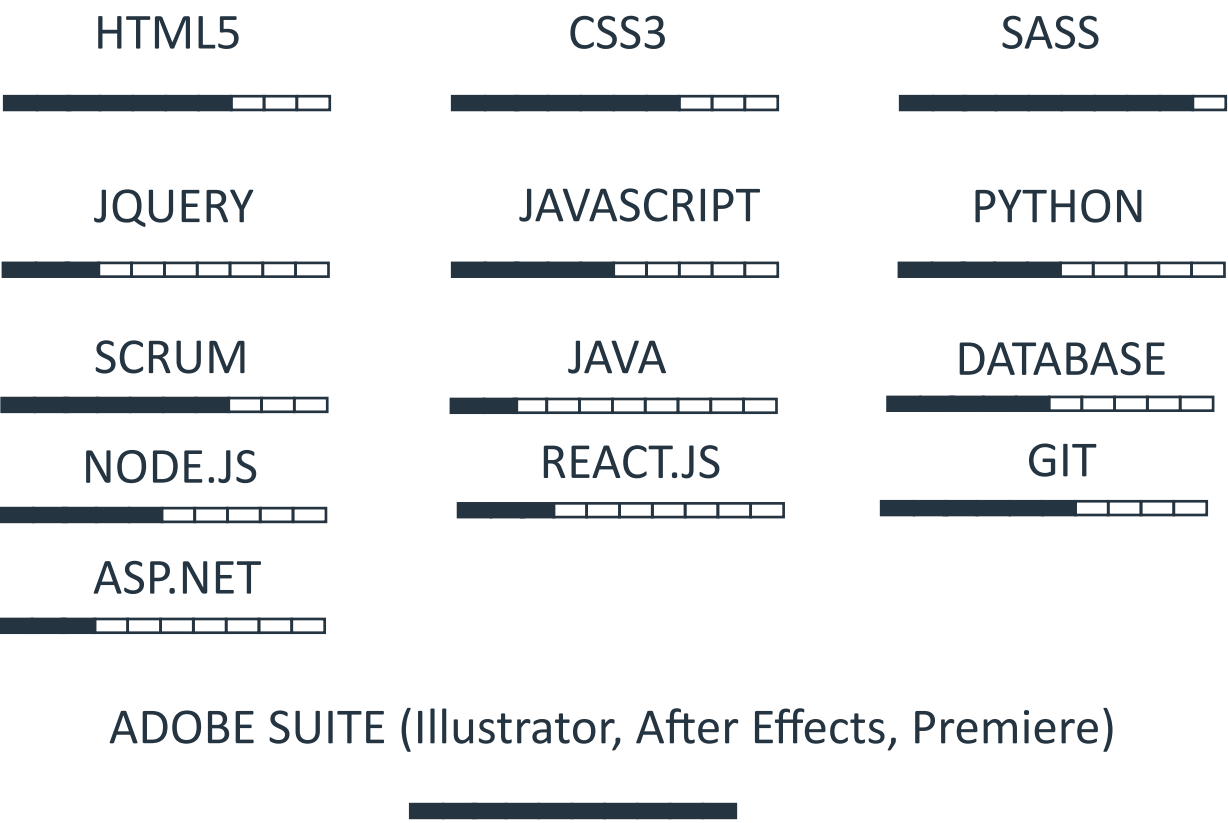 HTML5
CSS3
SASS
JQUERY
JAVASCRIPT
PYTHON
SCRUM
JAVA
DATABASE
NODE.JS
REACT.JS
GIT
ASP.NET
ADOBE SUITE (Illustrator, After Effects, Premiere)